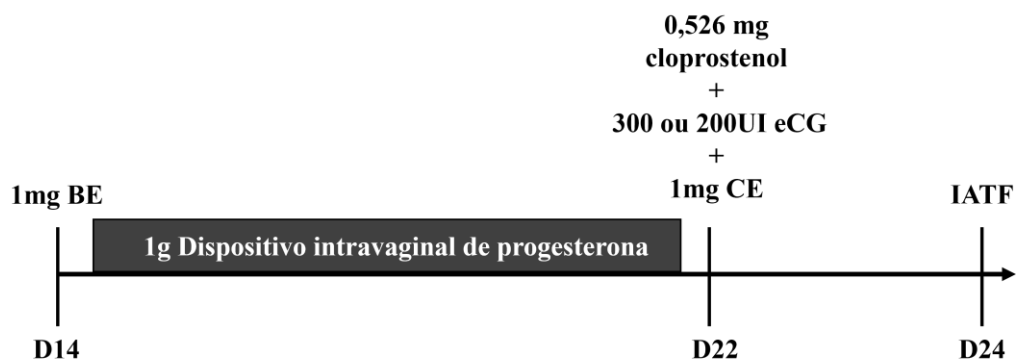 0,526 mg
cloprostenol
+
300 ou 200UI eCG
+
1mg BE
1mg CE
IATF
1g Dispositivo intravaginal de progesterona
D14
D22
D24